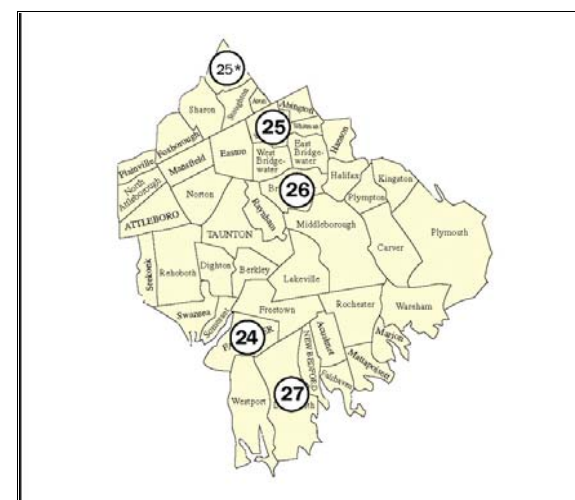 25*
Sharon
Stoughton
Avon
Abington
25
Whitman
Hanson
Foxborough
Plainville
Mansfield
Easton
West
Bridge-
water
East
Bridge-
water
North
Attleborough
Norton
26
Halifax
Kingston
Plympton
Raynham
ATTLEBORO
TAUNTON
Middleborough
Carver
Plymouth
Seekonk
Rehoboth
Dighton
Berkley
Lakeville
Swansea
Somerset
Freetown
Rochester
Wareham
24
Acushnet
Marion
NEW BEDFORD
Mattapoisett
Fairhaven
Westport
27